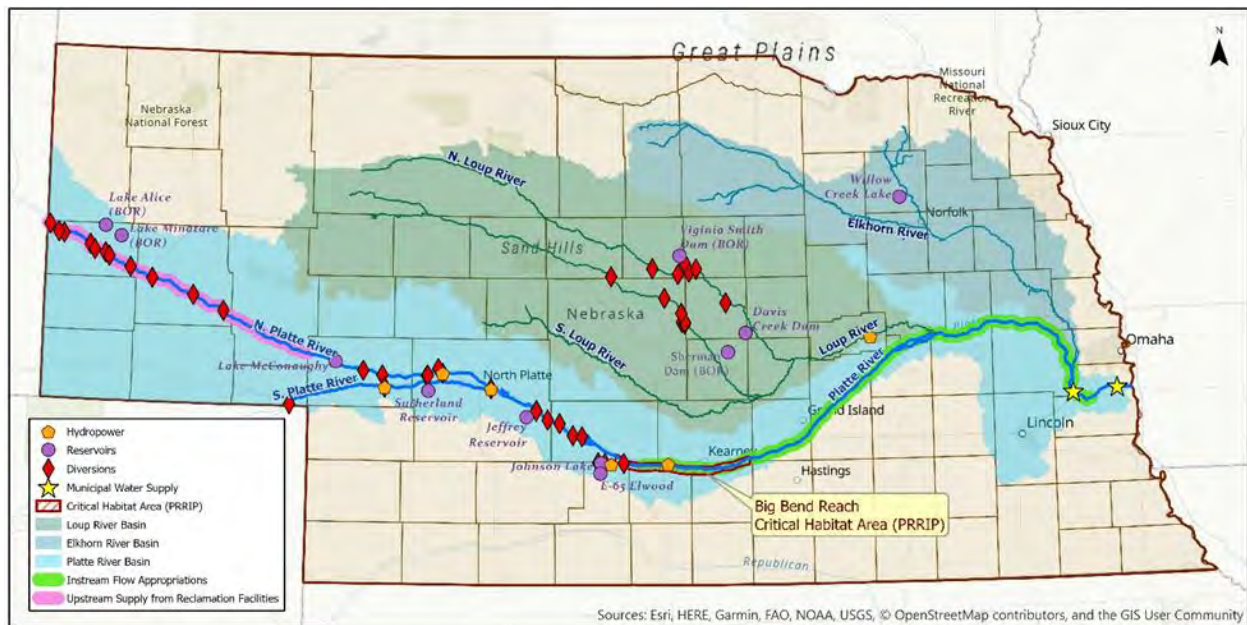 Great Plains
N
Missouri
National
Recreation
River
Nebraska
National Forest
Sioux City
N. Loup River
Willow
Creek Lake
Norfolk
Lake Alice
(BOR)
Lake Minatare
(BOR)
Elkhorn River
Viginia Smith
Dam (BOR)
Sand Hills
Nebraska
Davis
Creek Dam
S. Loup River
Loup River
Sherman
Dam (BOR)
N. Platte River
Lake McConaughy
Omaha
Platte River
S. Platte River
North Platte
Sutherland
Reservoir
Jeffrey
Reservoir
Grand Island
Lincoln
Kearney
Johnson Lake
Hastings
E-65 Elwood
Big Bend Reach
Critical Habitat Area (PRRIP)
Republican
Hydropower
Reservoirs
Diversions
Municipal Water Supply
Critical Habitat Area (PRRIP)
Loup River Basin
Elkhorn River Basin
Platte River Basin
Instream Flow Appropriations
Upstream Supply from Reclamation Facilities
Sources: Esri, HERE, Garmin, FAO, NOAA, USGS, © OpenStreetMap contributors, and the GIS User Community